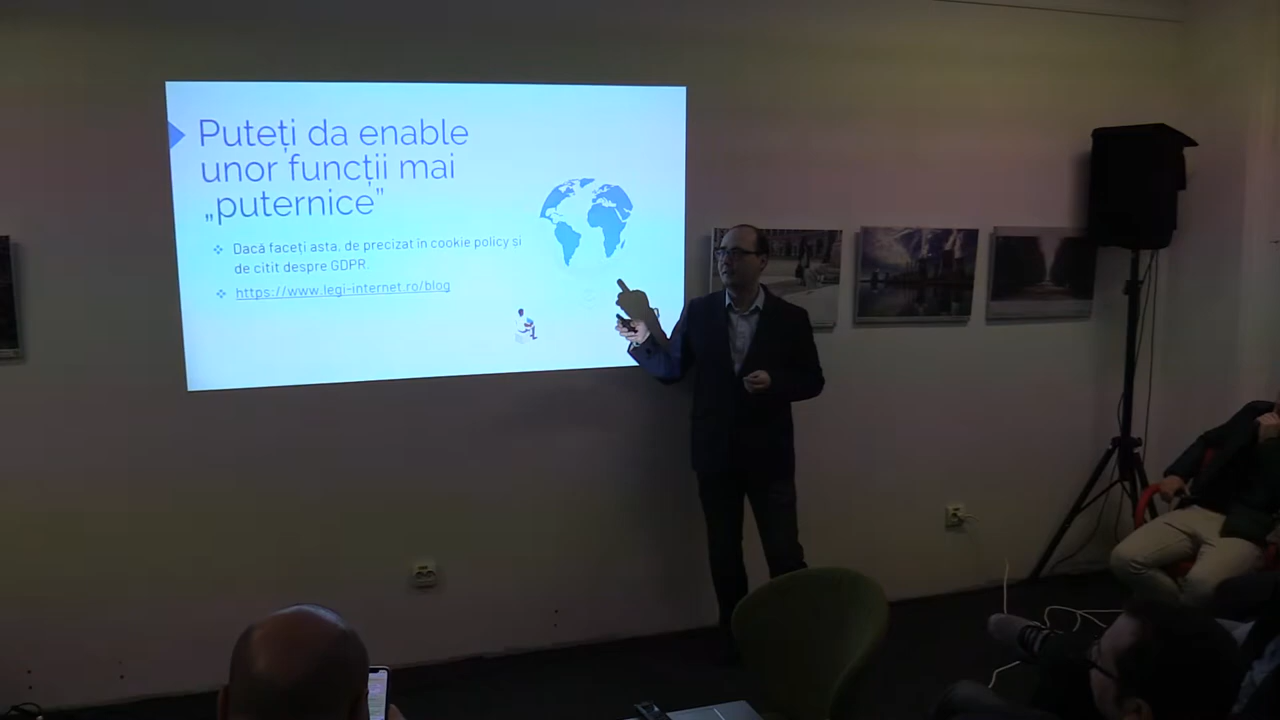 Puteți da enable
unor funcții mai
„puternice”
Dacă faceți asta, de precizat în cookie policy și
de citit despre GDPR.
https://www.legi-internet.ro/blog